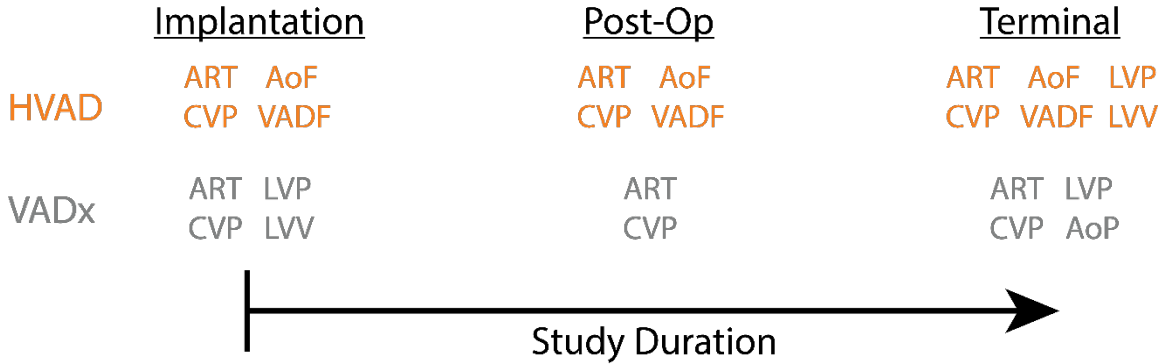 Implantation Post-Op Terminal
HVAD
ART AoF
CVP VADF
ART AoF
CVP VADF
ART AoF LVP
CVP VADF LVV
VADx
ART LVP
CVP LVV
ART
CVP
ART LVP
CVP AoP
Study Duration